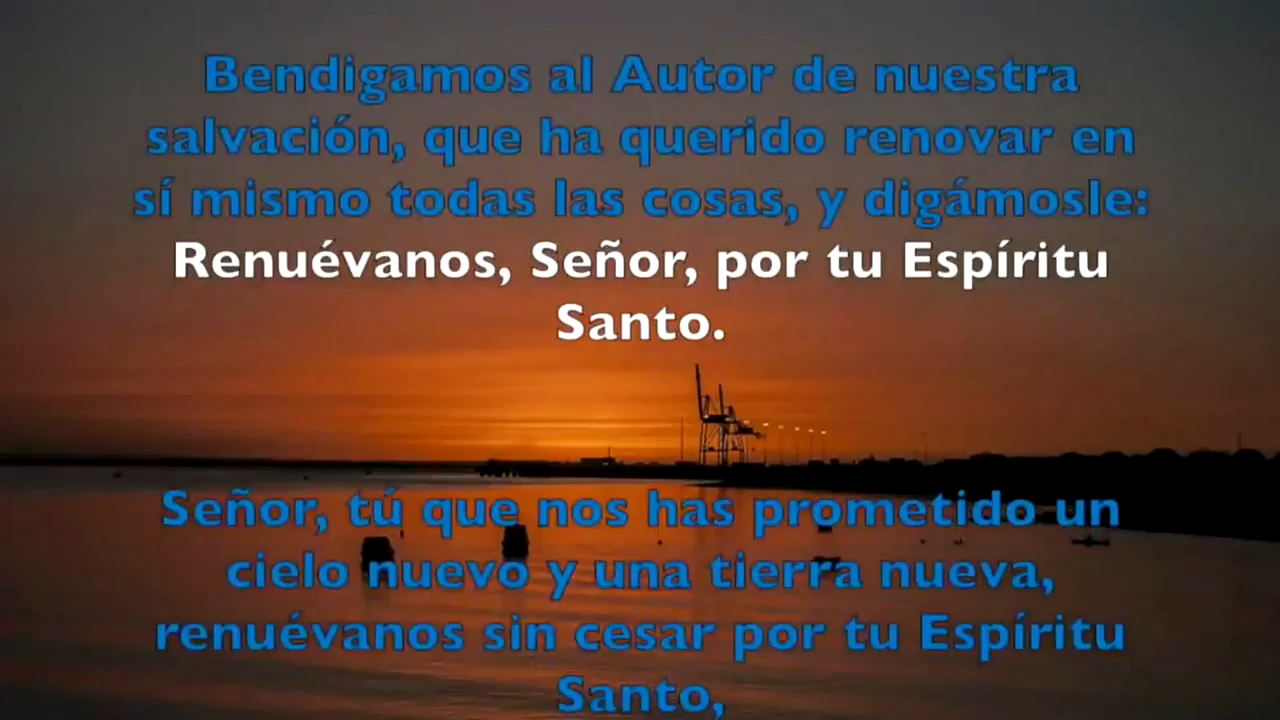 Bendigamos al Autor de nuestra
salvación, que ha querido renovar en
sí mismo todas las cosas, y digámosle:
Renuévanos, Señor, por tu Espíritu
Santo.
Señor, tú que nos has prometido un
cielo nuevo y una tierra nueva,
renuévanos sin cesar por tu Espíritu
Santo,